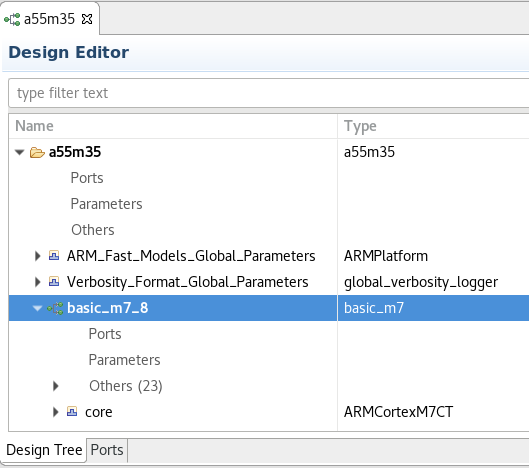 a55m35
Design Editor
type filter text
Name Type
a55m35 a55m35
Ports
Parameters
Others
ARM_Fast_Models_Global_Parameters ARMPlatform
Verbosity_Format_Global_Parameters global_verbosity_logger
basic_m7_8 basic_m7
Ports
Parameters
Others (23)
core ARMCortexM7CT
Design Tree Ports